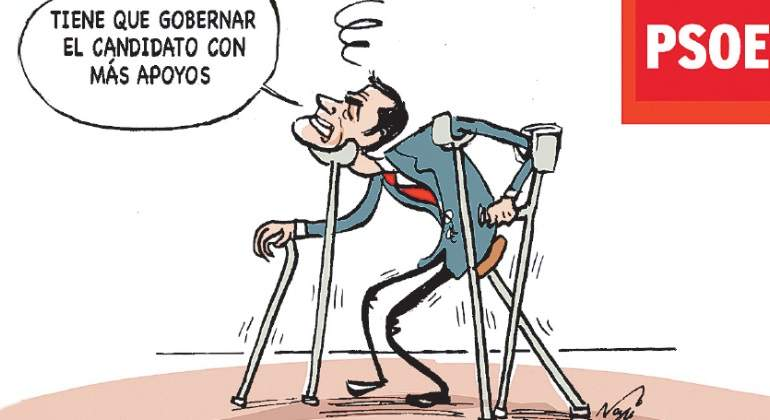 TIENE QUE GOBERNAR
EL CANDIDATO CON
MÁS APOYOS
PSOE